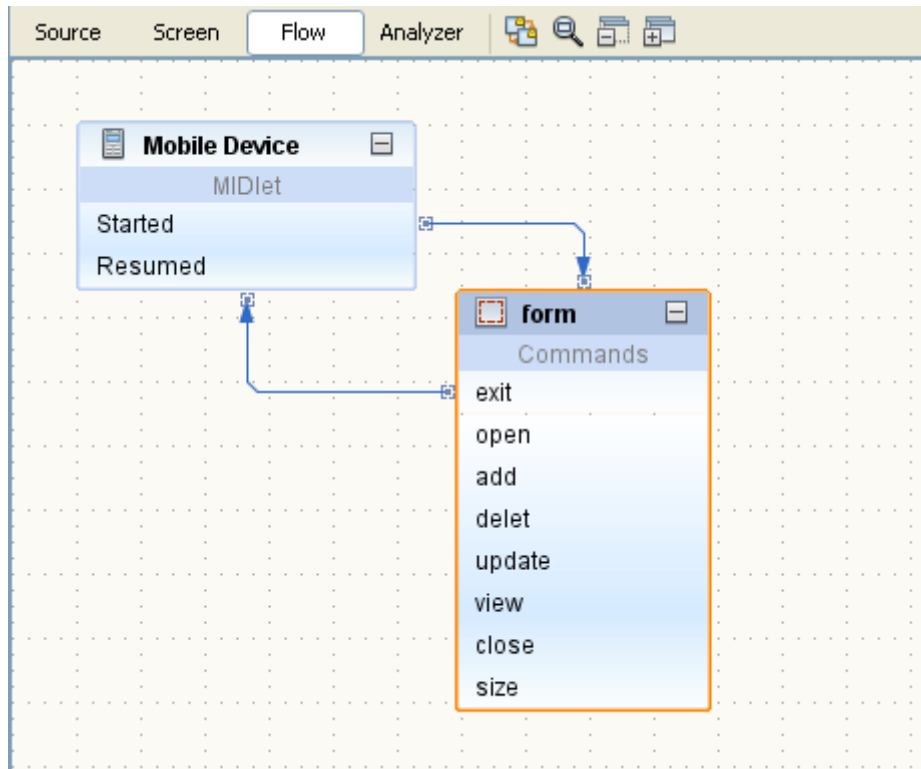 Source Screen Flow Analyzer
Mobile Device
MIDlet
Started
Resumed
form
Commands
exit
open
add
delet
update
view
close
size